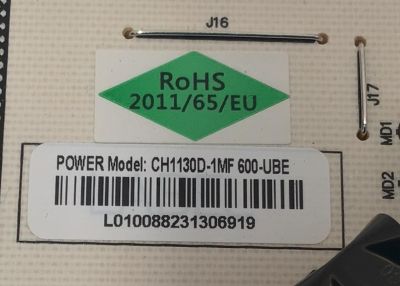 J16
RoHS
2011/65/EU
J17
MD1
MD2
POWER Model: CH1130D-1MF 600-UBE
L010088231306919